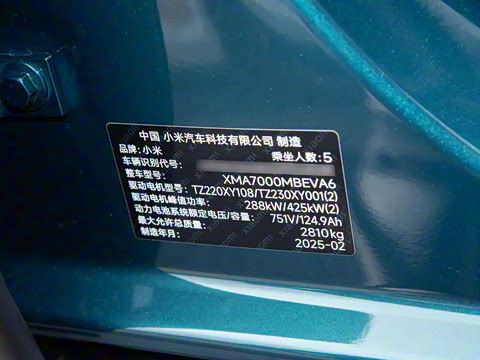 中国 小米汽车科技有限公司 制造
品牌:小米 乘坐人数:5
车辆识别代号:
整车型号: XMA7000MBEVA6
驱动电机型号: TZ220XY108/TZ230XY001(2)
驱动电机峰值功率: 288kW/425kW(2)
动力电池系统额定电压/容量: 751V/124.9Ah
最大允许总质量: 2810kg
制造年月: 2025-02